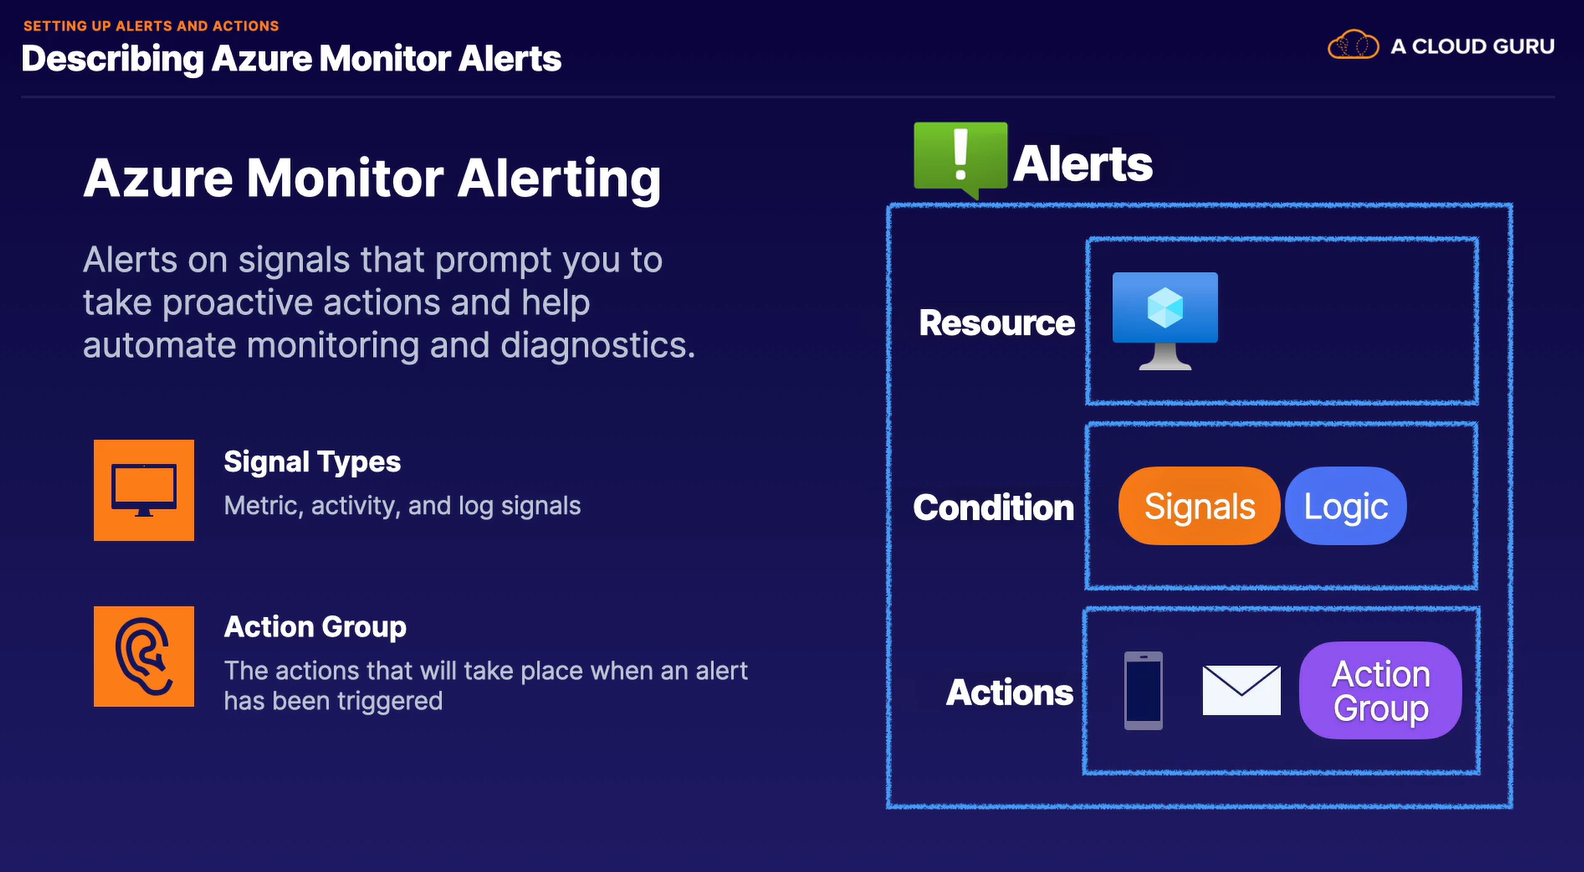 SETTING UP ALERTS AND ACTIONS
Describing Azure Monitor Alerts
A CLOUD GURU
Azure Monitor Alerting
Alerts on signals that prompt you to
take proactive actions and help
automate monitoring and diagnostics.
Signal Types
Metric, activity, and log signals
Action Group
The actions that will take place when an alert
has been triggered
Alerts
Resource
Condition
Signals
Logic
Actions
Action
Group